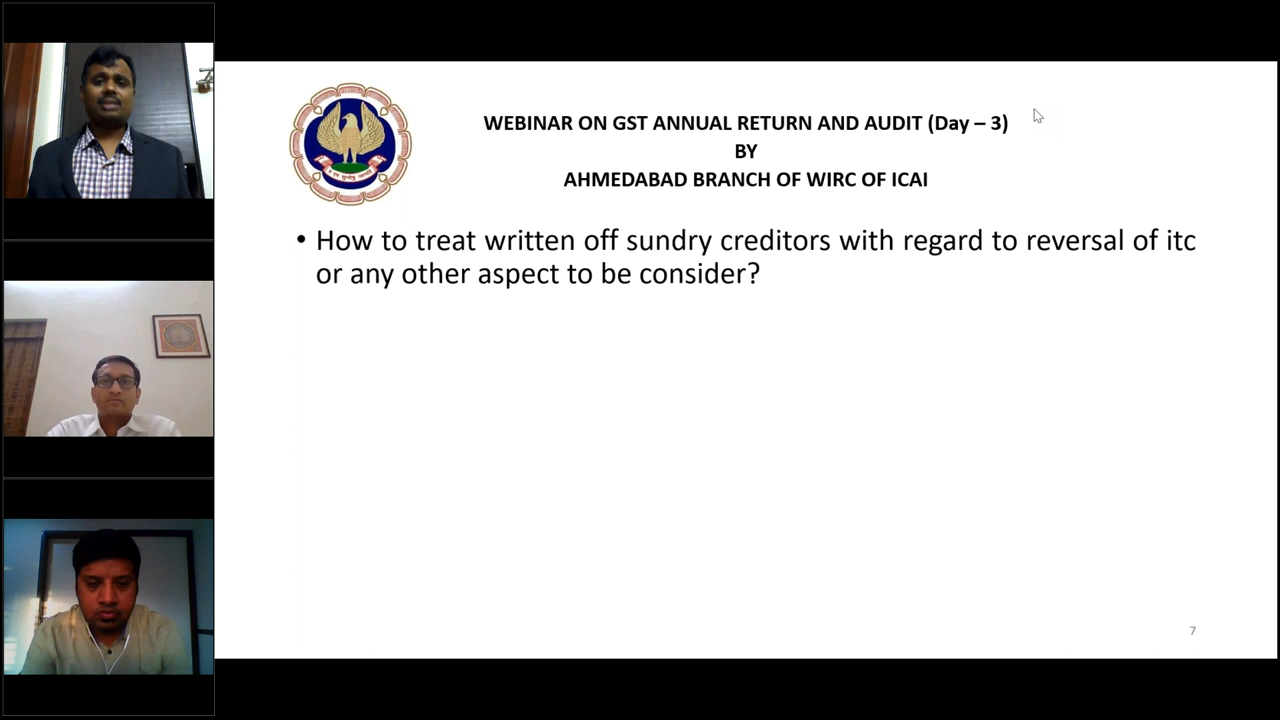 WEBINAR ON GST ANNUAL RETURN AND AUDIT (Day – 3)
BY
AHMEDABAD BRANCH OF WIRC OF ICAI
• How to treat written off sundry creditors with regard to reversal of itc
or any other aspect to be consider?
7